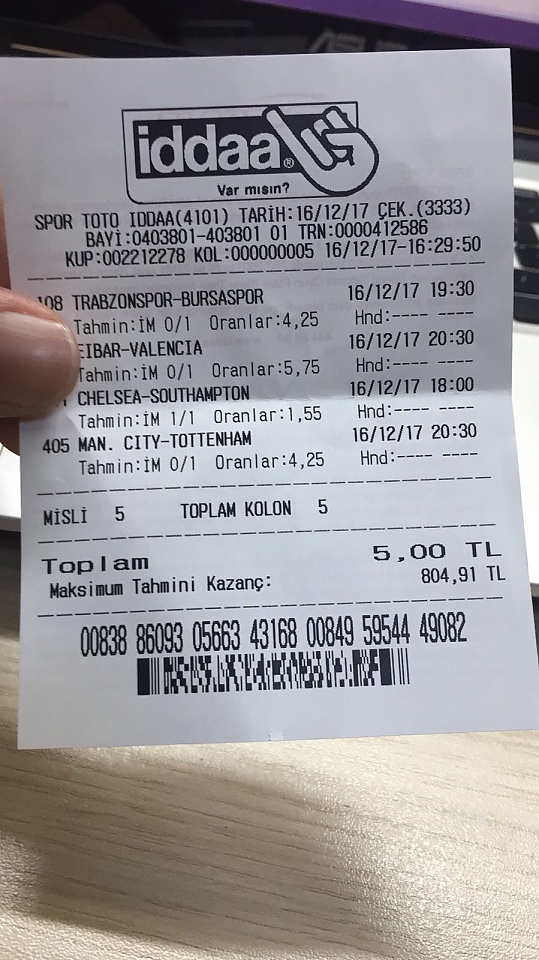 iddaa®
Var mısın?
SPOR TOTO IDDAA(4101) TARİH:16/12/17 ÇEK.(3333)
BAYİ:0403801-403801 01 TRN:0000412586
KUP:002212278 KOL:000000005 16/12/17-16:29:50
108 TRABZONSPOR-BURSASPOR 16/12/17 19:30
Tahmin:İM 0/1 Oranlar:4,25 Hnd:---- ----
EIBAR-VALENCIA 16/12/17 20:30
Tahmin:İM 0/1 Oranlar:5,75 Hnd:---- ----
CHELSEA-SOUTHAMPTON 16/12/17 18:00
Tahmin:İM 1/1 Oranlar:1,55 Hnd:---- ----
405 MAN. CITY-TOTTENHAM 16/12/17 20:30
Tahmin:İM 0/1 Oranlar:4,25 Hnd:---- ----
MİSLİ 5 TOPLAM KOLON 5
Toplam 5,00 TL
Maksimum Tahmini Kazanç: 804,91 TL
00838 86093 05663 43168 00849 59544 49082